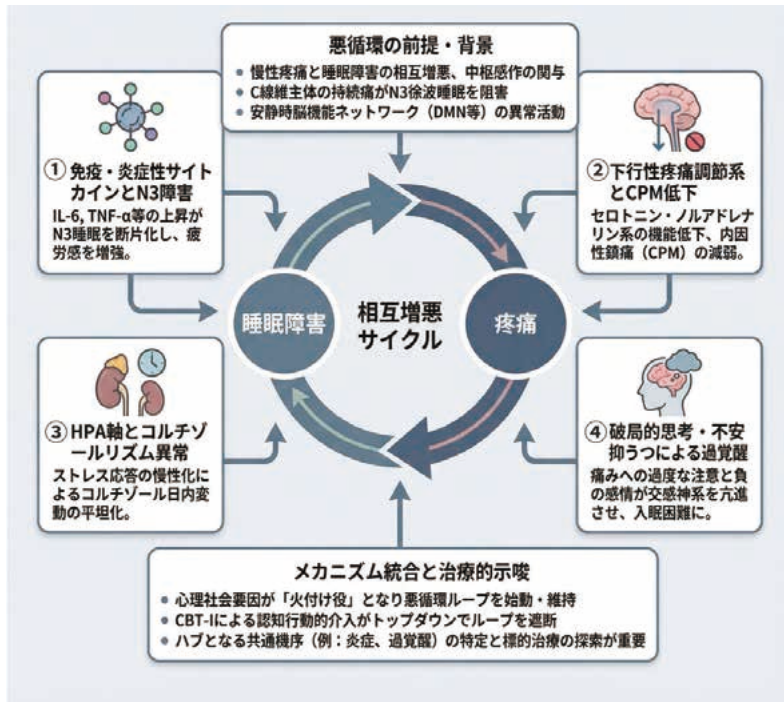 悪循環の前提・背景
• 慢性疼痛と睡眠障害の相互増悪、中枢感作の関与
• C線維主体の持続痛がN3徐波睡眠を阻害
• 安静時脳機能ネットワーク（DMN等）の異常活動
① 免疫・炎症性サイト
カインとN3障害
IL-6, TNF-α等の上昇が
N3睡眠を断片化し、疲
労感を増強。
② 下行性疼痛調節系
とCPM低下
セロトニン・ノルアドレナ
リン系の機能低下、内因
性鎮痛（CPM）の減弱。
睡眠障害
相互増悪
サイクル
疼痛
③ HPA軸とコルチゾ
ールリズム異常
ストレス応答の慢性化に
よるコルチゾール日内変
動の平坦化。
④ 破局的思考・不安
抑うつによる過覚醒
痛みへの過度な注意と負
の感情が交感神経を亢進
させ、入眠困難に。
メカニズム統合と治療的示唆
• 心理社会要因が「火付け役」となり悪循環ループを始動・維持
• CBT-Iによる認知行動的介入がトップダウンでループを遮断
• ハブとなる共通機序（例：炎症、過覚醒）の特定と標的治療の探索が重要